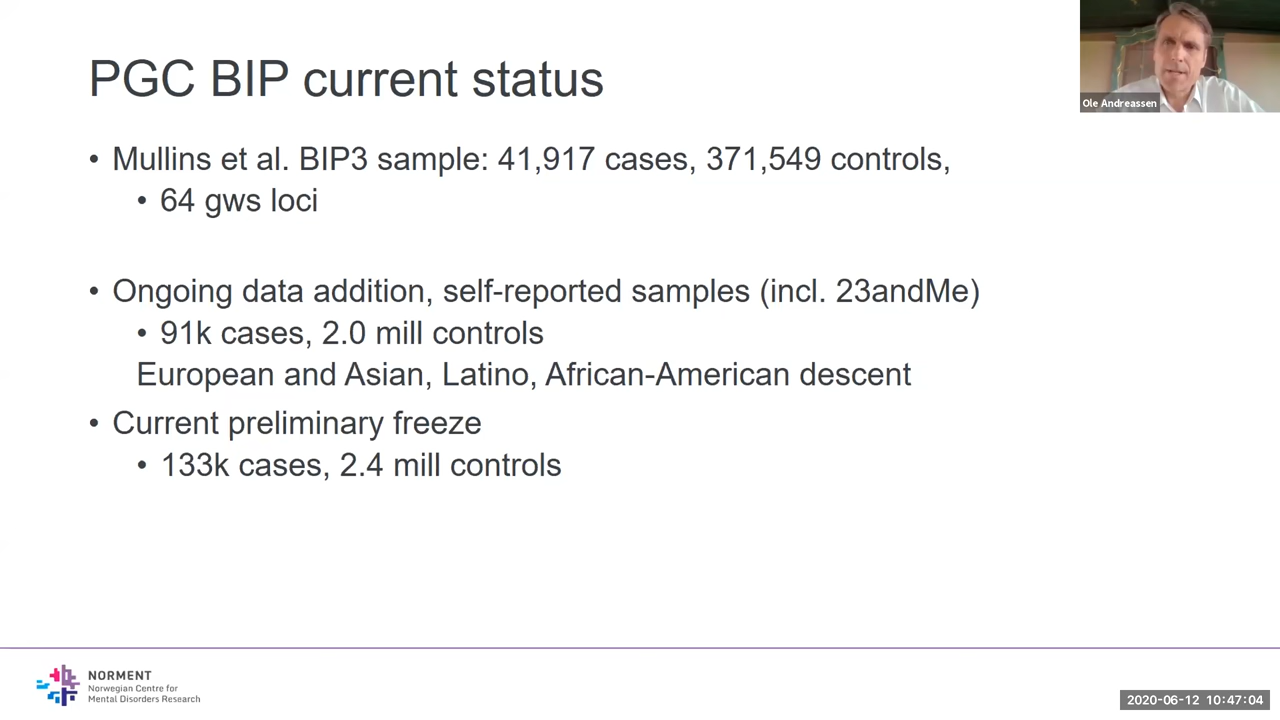 PGC BIP current status
Ole Andreassen
• Mullins et al. BIP3 sample: 41,917 cases, 371,549 controls,
• 64 gws loci
• Ongoing data addition, self-reported samples (incl. 23andMe)
• 91k cases, 2.0 mill controls
European and Asian, Latino, African-American descent
• Current preliminary freeze
• 133k cases, 2.4 mill controls
NORMENT
Norwegian Centre for
Mental Disorders Research
2020-06-12 10:47:04